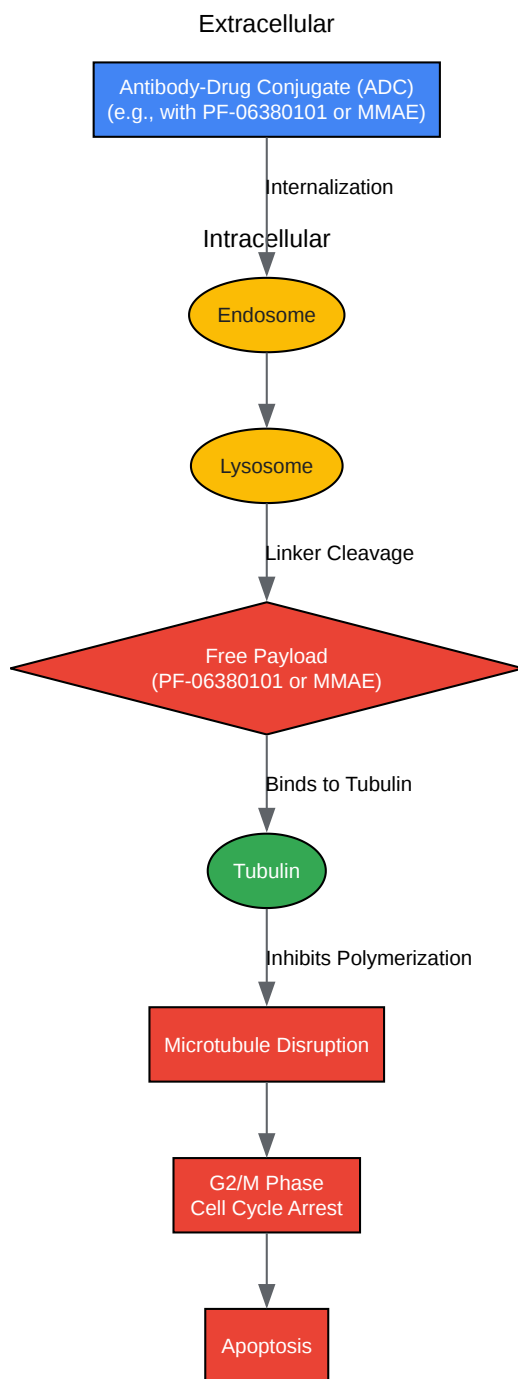 Extracellular
Antibody-Drug Conjugate (ADC)
(e.g., with PF-06380101 or MMAE)
Internalization
Intracellular
Endosome
Lysosome
Linker Cleavage
Free Payload
(PF-06380101 or MMAE)
Binds to Tubulin
Tubulin
Inhibits Polymerization
Microtubule Disruption
G2/M Phase
Cell Cycle Arrest
Apoptosis